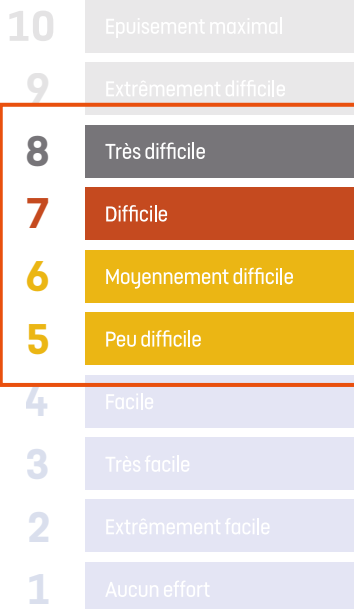 10 Epuisement maximal
9 Extrêmement difficile
8 Très difficile
7 Difficile
6 Moyennement difficile
5 Peu difficile
4 Facile
3 Très facile
2 Extrêmement facile
1 Aucun effort